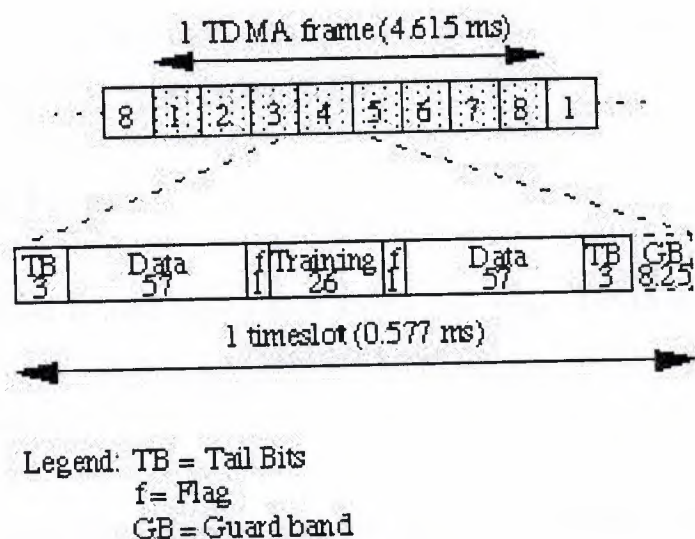 1 TDMA frame (4.615 ms)
8 1 2 3 4 5 6 7 8 1
TB Data f Training f Data TB GB
3 57 1 26 1 57 3 8.25
1 timeslot (0.577 ms)
Legend: TB = Tail Bits
f = Flag
GB = Guard band